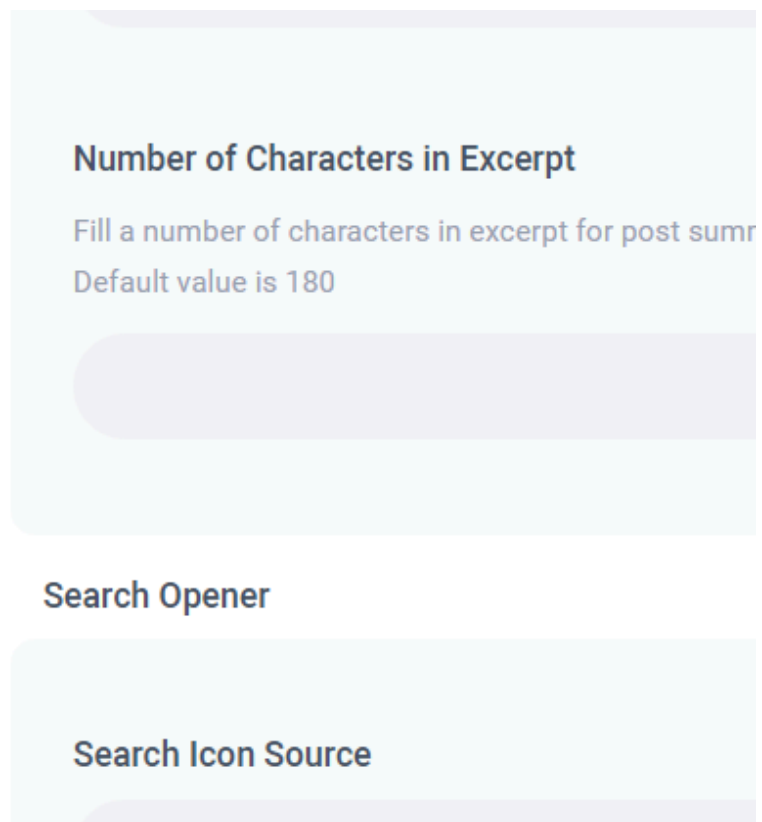 Number of Characters in Excerpt
Fill a number of characters in excerpt for post
Default value is 180
Search Opener
Search Icon Source